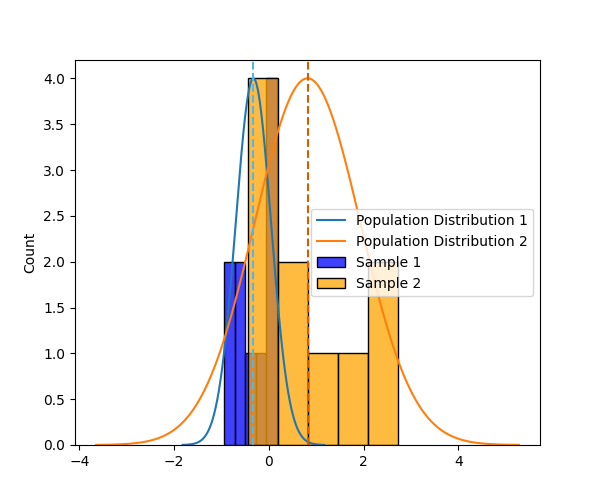 4.0
3.5
3.0
2.5
2.0
1.5
1.0
0.5
0.0
Count
−4
−2
0
2
4
Population Distribution 1
Population Distribution 2
Sample 1
Sample 2